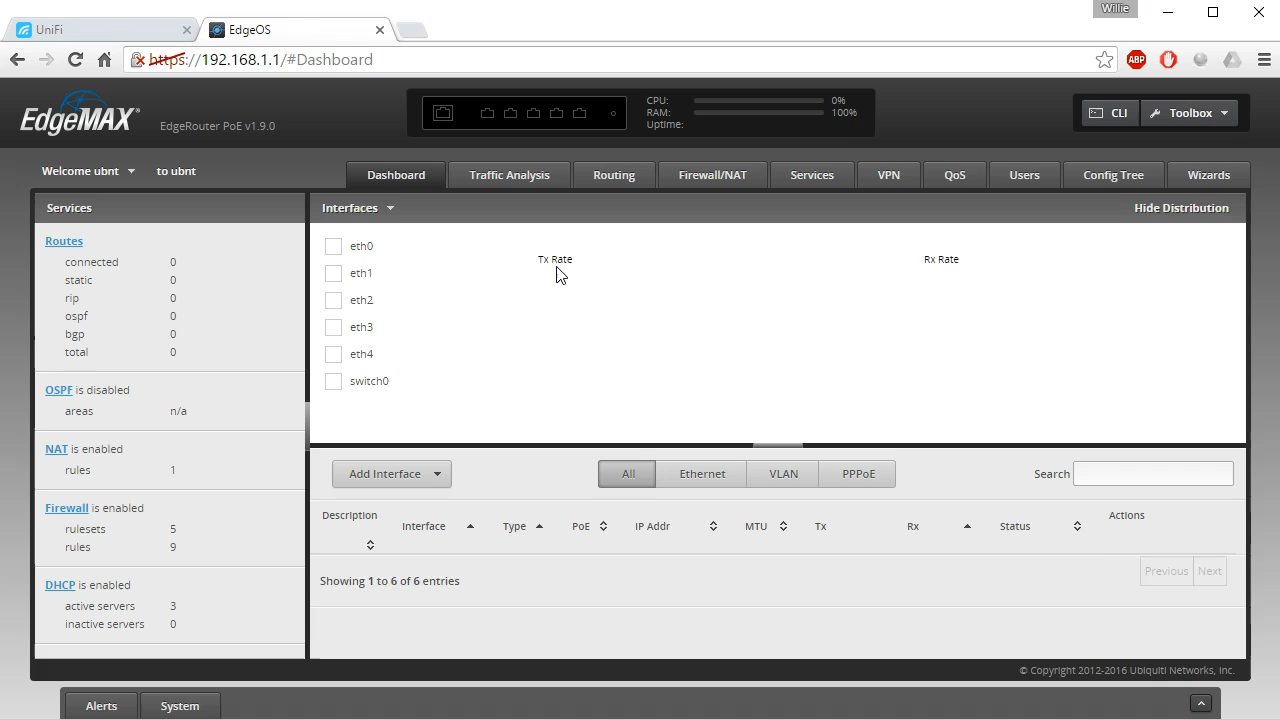 Willie
UniFi
EdgeOS
https://192.168.1.1/#Dashboard
ABP
EdgeMAX
EdgeRouter PoE v1.9.0
CPU: 0%
RAM: 100%
Uptime:
CLI
Toolbox
Welcome ubnt to ubnt
Dashboard Traffic Analysis Routing Firewall/NAT Services VPN QoS Users Config Tree Wizards
Services
Routes
connected 0
static 0
rip 0
ospf 0
bgp 0
total 0
OSPF is disabled
areas n/a
NAT is enabled
rules 1
Firewall is enabled
rulesets 5
rules 9
DHCP is enabled
active servers 3
inactive servers 0
Interfaces
Hide Distribution
eth0
eth1
eth2
eth3
eth4
switch0
Tx Rate
Rx Rate
Add Interface
All Ethernet VLAN PPPoE
Search
Description Interface Type PoE IP Addr MTU Tx Rx Status Actions
Showing 1 to 6 of 6 entries
Previous Next
© Copyright 2012-2016 Ubiquiti Networks, Inc.
Alerts System